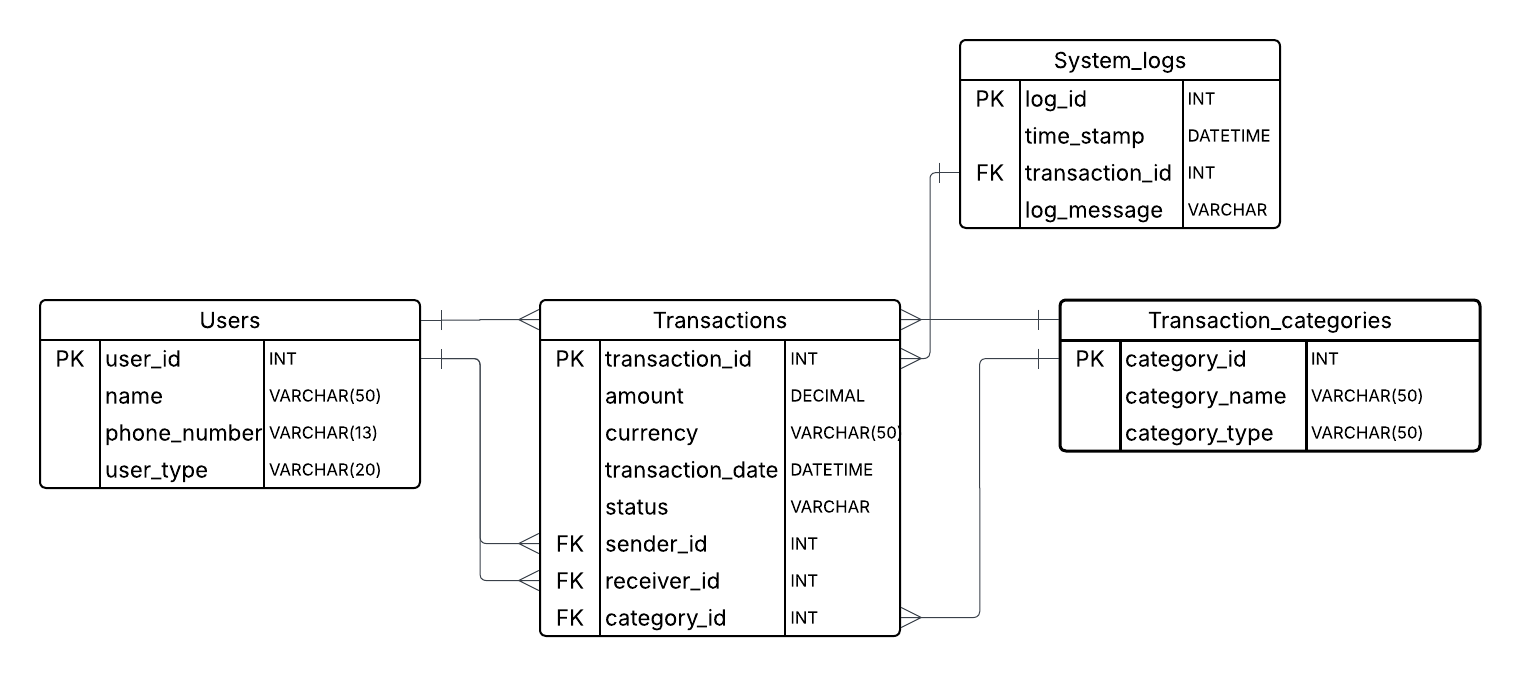 System_logs
PK log_id INT
time_stamp DATETIME
FK transaction_id INT
log_message VARCHAR
Users
PK user_id INT
name VARCHAR(50)
phone_number VARCHAR(13)
user_type VARCHAR(20)
Transactions
PK transaction_id INT
amount DECIMAL
currency VARCHAR(50)
transaction_date DATETIME
status VARCHAR
FK sender_id INT
FK receiver_id INT
FK category_id INT
Transaction_categories
PK category_id INT
category_name VARCHAR(50)
category_type VARCHAR(50)